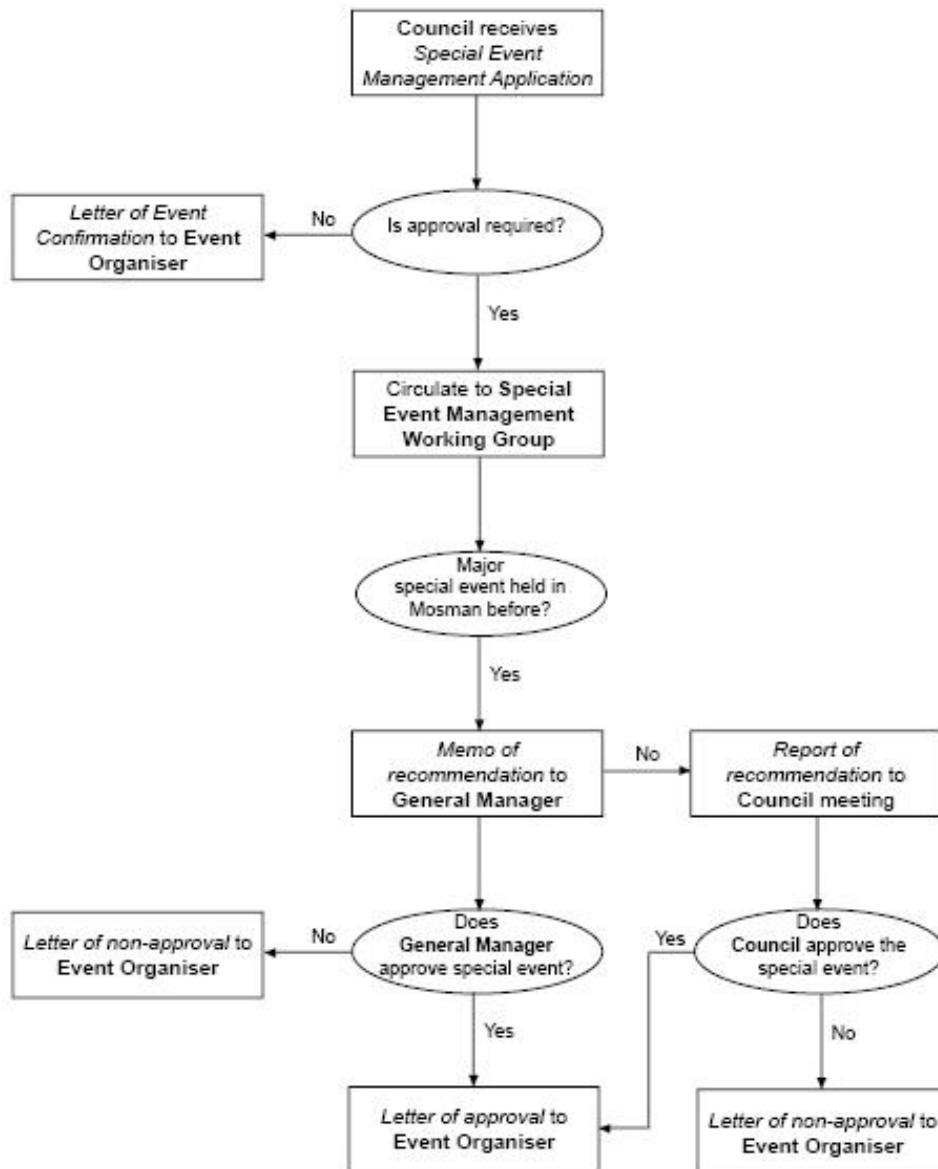 Council receives
Special Event
Management Application
Is approval required?
No
Letter of Event
Confirmation to Event
Organiser
Yes
Circulate to Special
Event Management
Working Group
Major
special event held in
Mosman before?
Yes
Memo of
recommendation to
General Manager
No
Report of
recommendation to
Council meeting
Does
General Manager
approve special event?
No
Letter of non-approval to
Event Organiser
Does
Council approve the
special event?
Yes
Yes
No
Letter of approval to
Event Organiser
Letter of non-approval to
Event Organiser